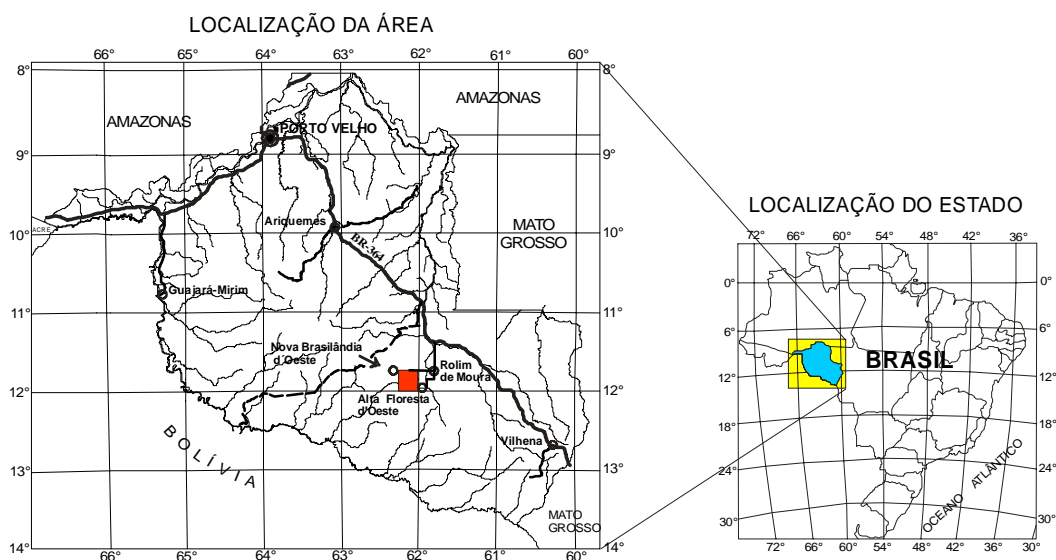 LOCALIZAÇÃO DA ÁREA
66° 65° 64° 63° 62° 61° 60°
8° 8°
AMAZONAS
AMAZONAS
PORTO VELHO
9° 9°
MATO
GROSSO
Ariquemes
ACRE
10° 10°
BR-364
Guajará-Mirim
11° 11°
Nova Brasilândia
d'Oeste
Rolim
de Moura
12° 12°
Alta Floresta
d'Oeste
BOLÍVIA
Vilhena
13° 13°
MATO
GROSSO
14° 14°
66° 65° 64° 63° 62° 61° 60°
LOCALIZAÇÃO DO ESTADO
72° 66° 60° 54° 48° 42° 36°
0° 0°
6° 6°
BRASIL
12° 12°
18° 18°
24° 24°
OCEANO ATLÂNTICO
30° 30°
72° 66° 60° 54° 48° 42° 36° 30°